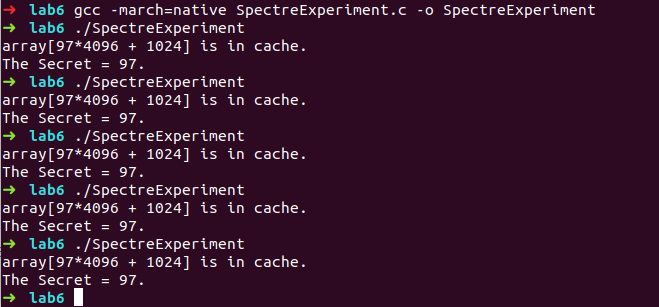 ➜ lab6 gcc -march=native SpectreExperiment.c -o SpectreExperiment
➜ lab6 ./SpectreExperiment
array[97*4096 + 1024] is in cache.
The Secret = 97.
➜ lab6 ./SpectreExperiment
array[97*4096 + 1024] is in cache.
The Secret = 97.
➜ lab6 ./SpectreExperiment
array[97*4096 + 1024] is in cache.
The Secret = 97.
➜ lab6 ./SpectreExperiment
array[97*4096 + 1024] is in cache.
The Secret = 97.
➜ lab6 ./SpectreExperiment
array[97*4096 + 1024] is in cache.
The Secret = 97.
➜ lab6